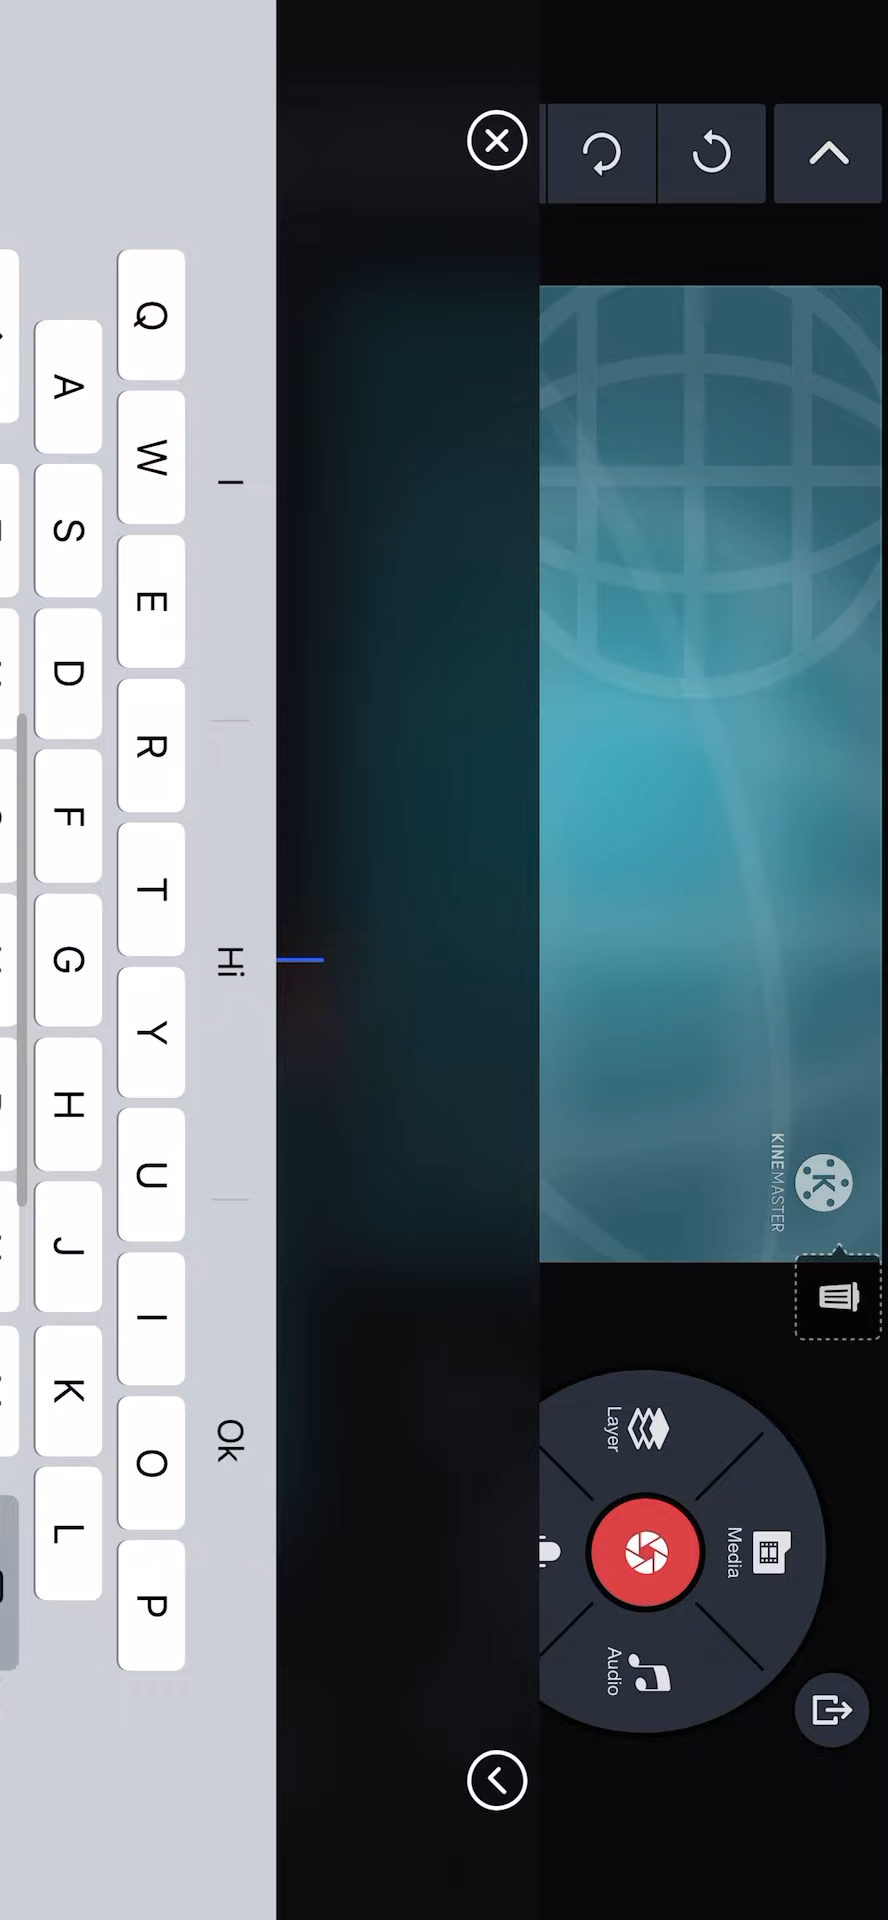 KINEMASTER
Media
Layer
Audio
I
Hi
Ok
Q W E R T Y U I O P
A S D F G H J K L